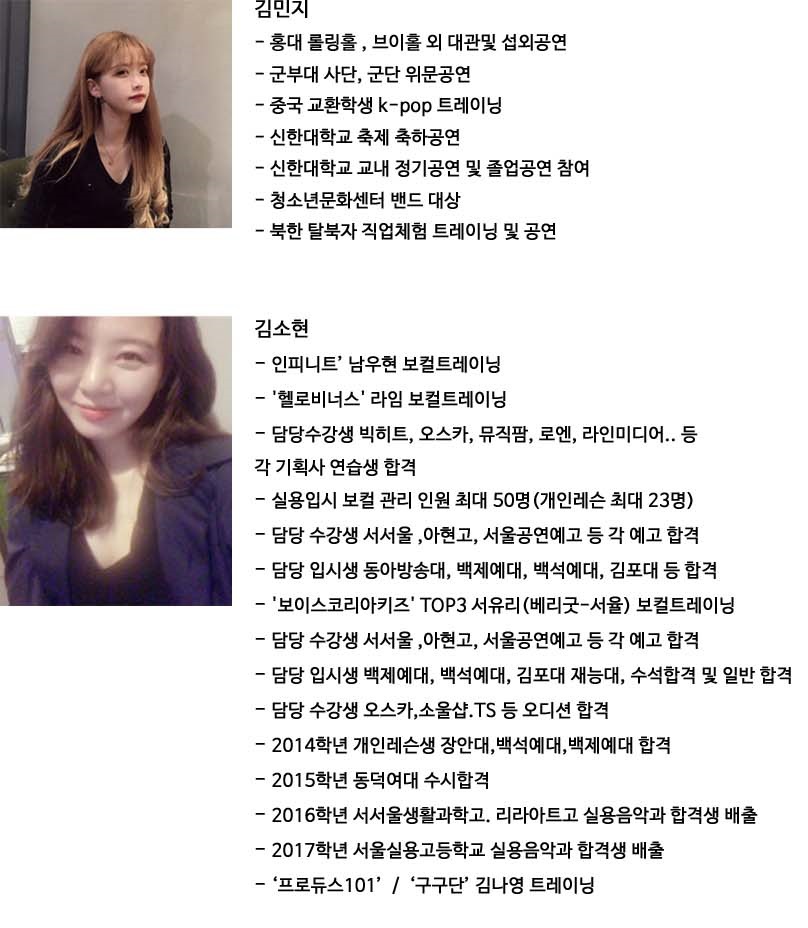 김민지
- 홍대 롤링홀 , 브이홀 외 대관및 섭외공연
- 군부대 사단, 군단 위문공연
- 중국 교환학생 k-pop 트레이닝
- 신한대학교 축제 축하공연
- 신한대학교 교내 정기공연 및 졸업공연 참여
- 청소년문화센터 밴드 대상
- 북한 탈북자 직업체험 트레이닝 및 공연
김소현
- 인피니트’ 남우현 보컬트레이닝
- '헬로비너스' 라임 보컬트레이닝
- 담당수강생 빅히트, 오스카, 뮤직팜, 로엔, 라인미디어.. 등
각 기획사 연습생 합격
- 실용입시 보컬 관리 인원 최대 50명(개인레슨 최대 23명)
- 담당 수강생 서서울 ,아현고, 서울공연예고 등 각 예고 합격
- 담당 입시생 동아방송대, 백제예대, 백석예대, 김포대 등 합격
- '보이스코리아키즈' TOP3 서유리(베리굿-서율) 보컬트레이닝
- 담당 수강생 서서울 ,아현고, 서울공연예고 등 각 예고 합격
- 담당 입시생 백제예대, 백석예대, 김포대 재능대, 수석합격 및 일반 합격
- 담당 수강생 오스카,소울샵.TS 등 오디션 합격
- 2014학년 개인레슨생 장안대,백석예대,백제예대 합격
- 2015학년 동덕여대 수시합격
- 2016학년 서서울생활과학고. 리라아트고 실용음악과 합격생 배출
- 2017학년 서울실용고등학교 실용음악과 합격생 배출
- ‘프로듀스101’ / ‘구구단’ 김나영 트레이닝